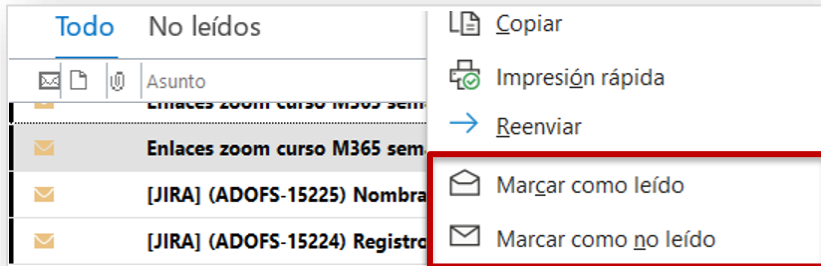 Todo No leídos
Asunto
Enlaces zoom curso M365 sem
Enlaces zoom curso M365 sem
[JIRA] (ADOFS-15225) Nombra
[JIRA] (ADOFS-15224) Registro
Copiar
Impresión rápida
Reenviar
Marcar como leído
Marcar como no leído